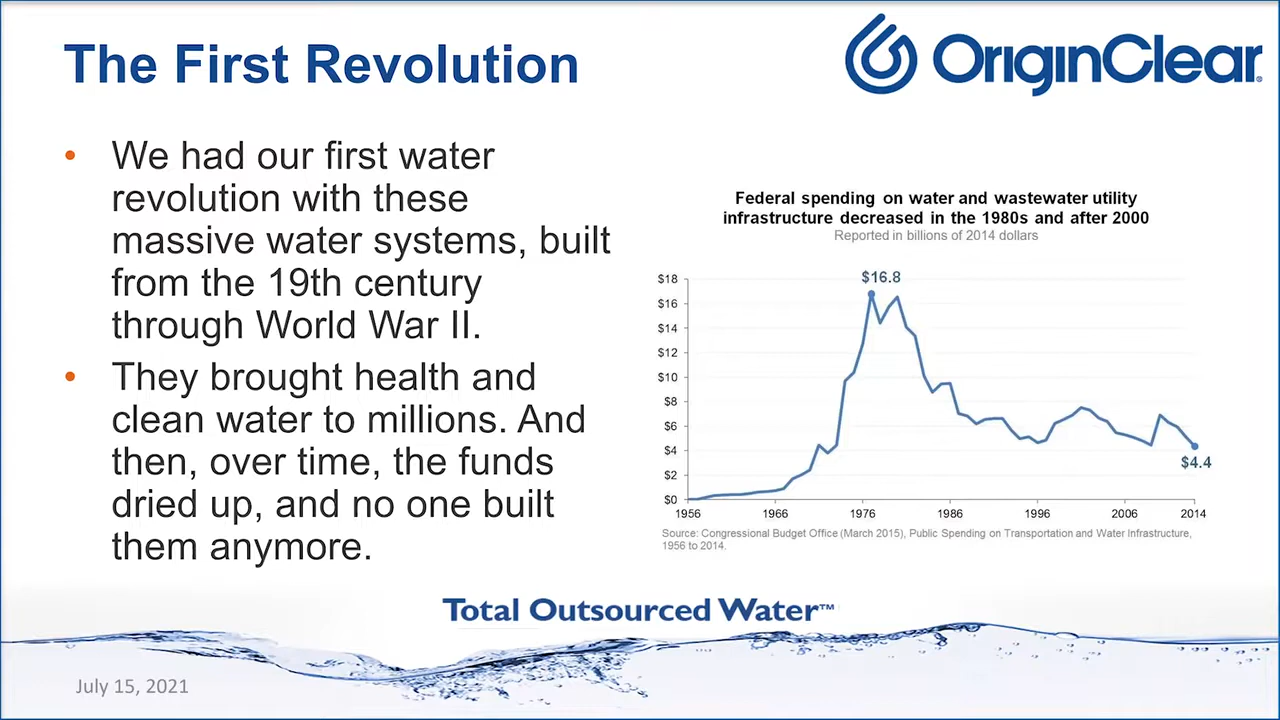 The First Revolution
OriginClear®
• We had our first water
revolution with these
massive water systems, built
from the 19th century
through World War II.
• They brought health and
clean water to millions. And
then, over time, the funds
dried up, and no one built
them anymore.
Federal spending on water and wastewater utility
infrastructure decreased in the 1980s and after 2000
Reported in billions of 2014 dollars
$16.8
$18
$16
$14
$12
$10
$8
$6
$4
$2
$0
$4.4
1956 1966 1976 1986 1996 2006 2014
Source: Congressional Budget Office (March 2015), Public Spending on Transportation and Water Infrastructure,
1956 to 2014.
Total Outsourced Water™
July 15, 2021